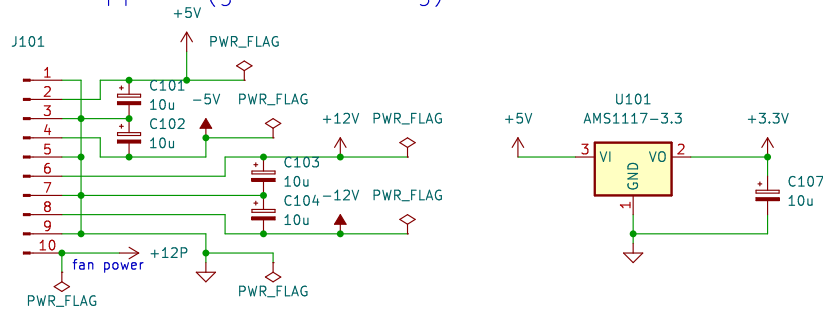 +5V
J101
PWR_FLAG
1
C101
2
10u
-5V
PWR_FLAG
3
C102
4
10u
+12V
PWR_FLAG
5
C103
6
10u
7
-12V
PWR_FLAG
C104
8
10u
9
10
+12P
fan power
PWR_FLAG
PWR_FLAG
U101
AMS1117-3.3
+5V
+3.3V
3
VI
VO
2
GND
1
C107
10u